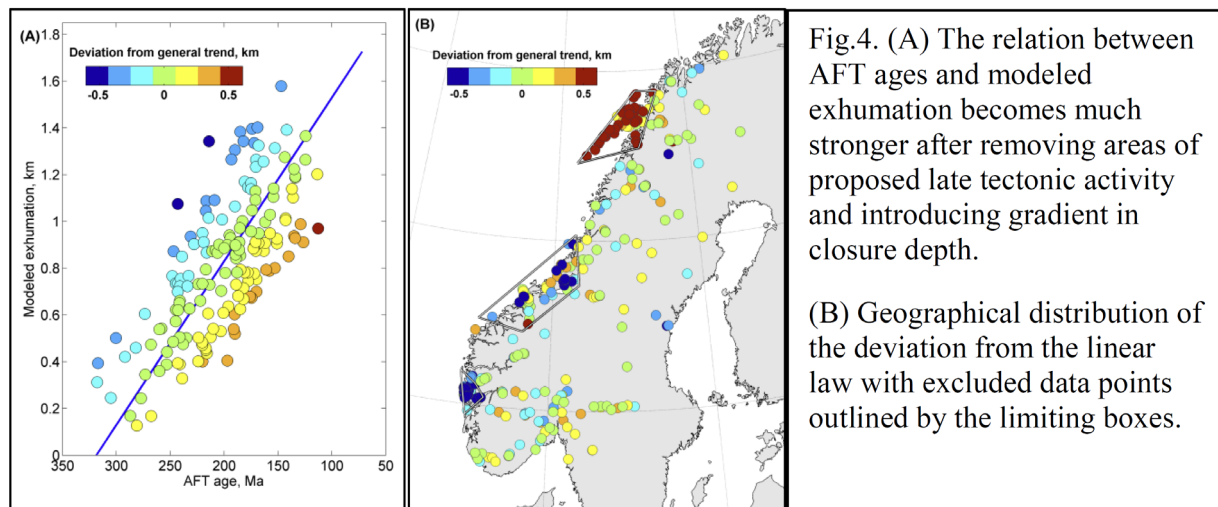 (A)
Deviation from general trend, km
-0.5
0
0.5
1.8
1.6
1.4
1.2
1
0.8
0.6
0.4
0.2
0
Modeled exhumation, km
350
300
250
200
150
100
50
AFT age, Ma
(B)
Deviation from general trend, km
-0.5
0
0.5
Fig.4. (A) The relation between
AFT ages and modeled
exhumation becomes much
stronger after removing areas of
proposed late tectonic activity
and introducing gradient in
closure depth.
(B) Geographical distribution of
the deviation from the linear
law with excluded data points
outlined by the limiting boxes.